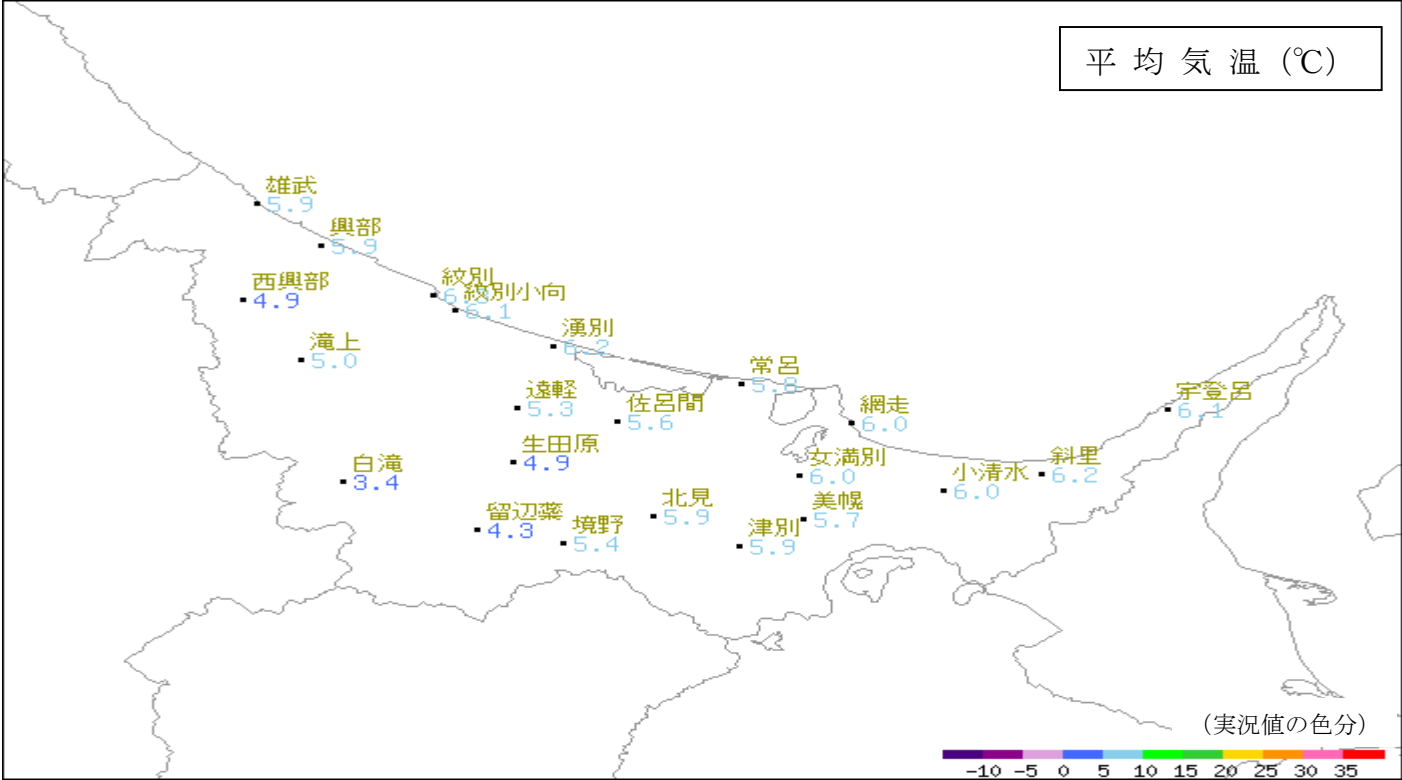 平均気温（℃）
雄武
5.9
興部
5.9
西興部
4.9
紋別
紋別小向
6.1
滝上
5.0
湧別
6.2
常呂
5.8
遠軽
5.3
佐呂間
5.6
網走
6.0
宇登呂
6.1
生田原
4.9
白滝
3.4
女満別
6.0
小清水
6.0
斜里
6.2
留辺蘂
4.3
境野
5.4
北見
5.9
美幌
5.7
津別
5.9
（実況値の色分）
-10 -5 0 5 10 15 20 25 30 35